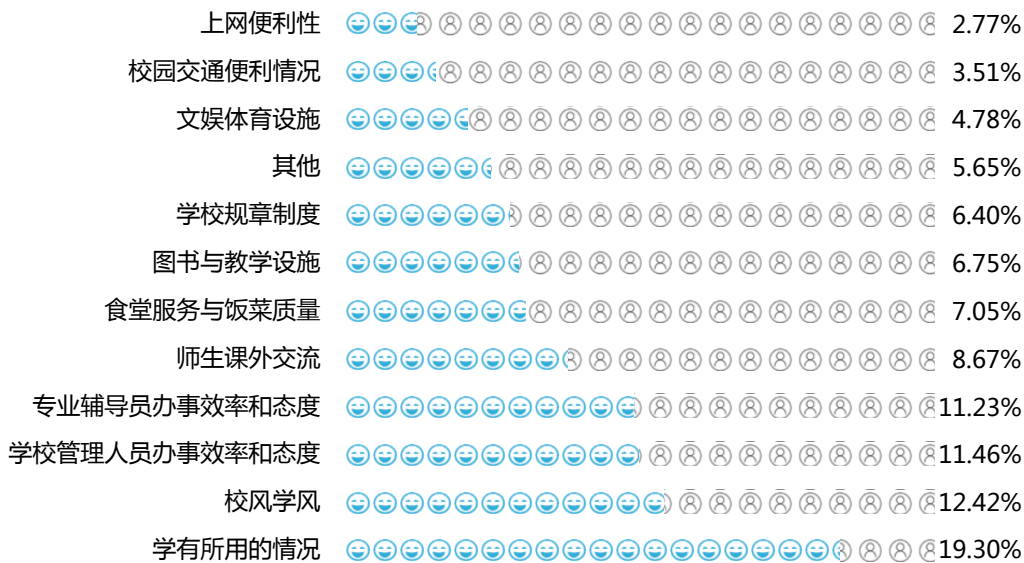 上网便利性 2.77%
校园交通便利情况 3.51%
文娱体育设施 4.78%
其他 5.65%
学校规章制度 6.40%
图书与教学设施 6.75%
食堂服务与饭菜质量 7.05%
师生课外交流 8.67%
专业辅导员办事效率和态度 11.23%
学校管理人员办事效率和态度 11.46%
校风学风 12.42%
学有所用的情况 19.30%